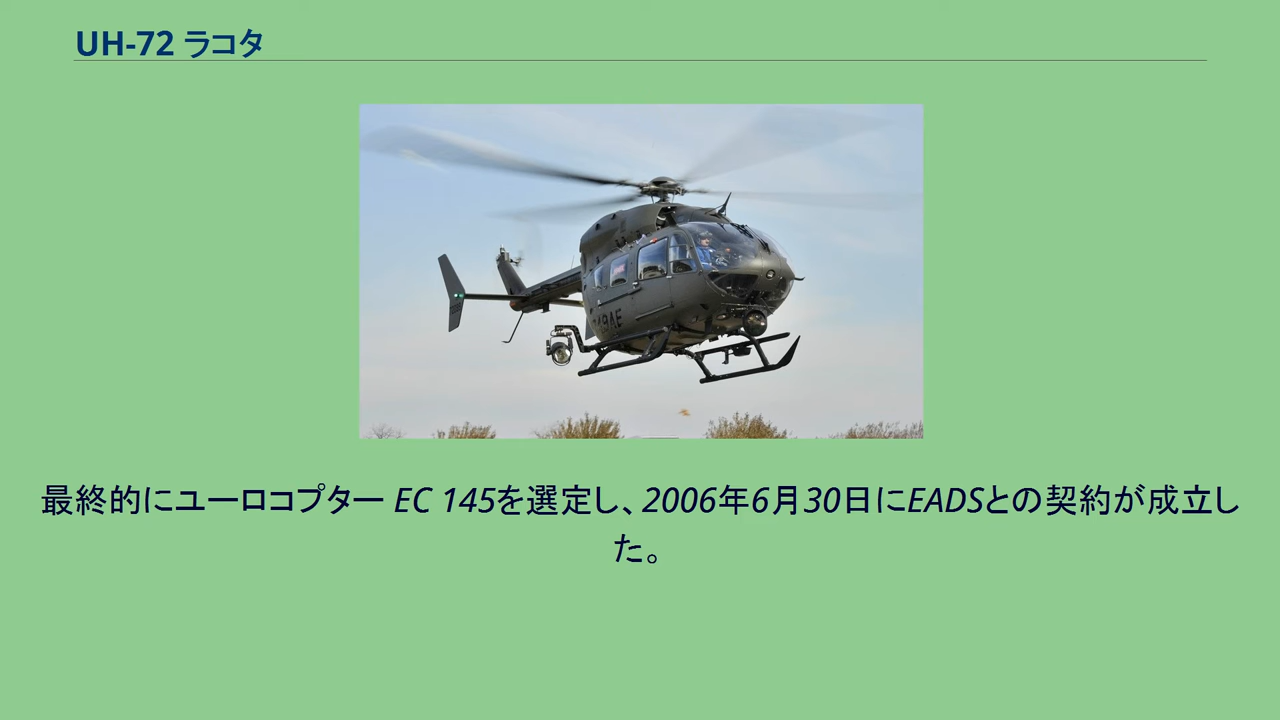 UH-72 ラコタ
最終的にユーロコプター EC 145を選定し、2006年6月30日にEADSとの契約が成立し
た。